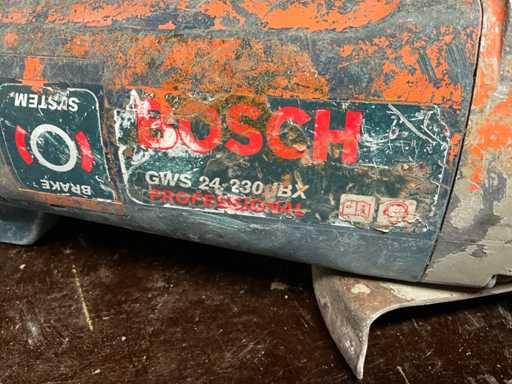 BRAKE
SYSTEM
BOSCH
GWS 24-230 JBX
PROFESSIONAL